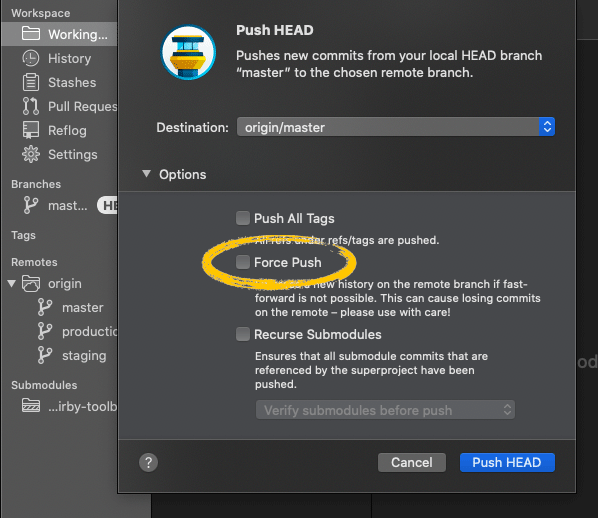 Workspace
Working...
History
Stashes
Pull Reques
Reflog
Settings
Branches
mast...
HE
Tags
Remotes
origin
master
productio
staging
Submodules
...irby-toolb
Push HEAD
Pushes new commits from your local HEAD branch
“master” to the chosen remote branch.
Destination:
origin/master
Options
Push All Tags
All refs under refs/tags are pushed.
Force Push
new history on the remote branch if fast-
forward is not possible. This can cause losing commits
on the remote – please use with care!
Recurse Submodules
Ensures that all submodule commits that are
referenced by the superproject have been
pushed.
Verify submodules before push
?
Cancel
Push HEAD
od